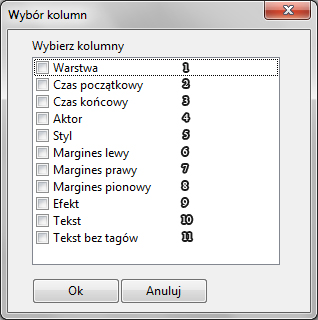 Wybór kolumn
Wybierz kolumny
Warstwa 1
Czas początkowy 2
Czas końcowy 3
Aktor 4
Styl 5
Margines lewy 6
Margines prawy 7
Margines pionowy 8
Efekt 9
Tekst 10
Tekst bez tagów 11
Ok Anuluj